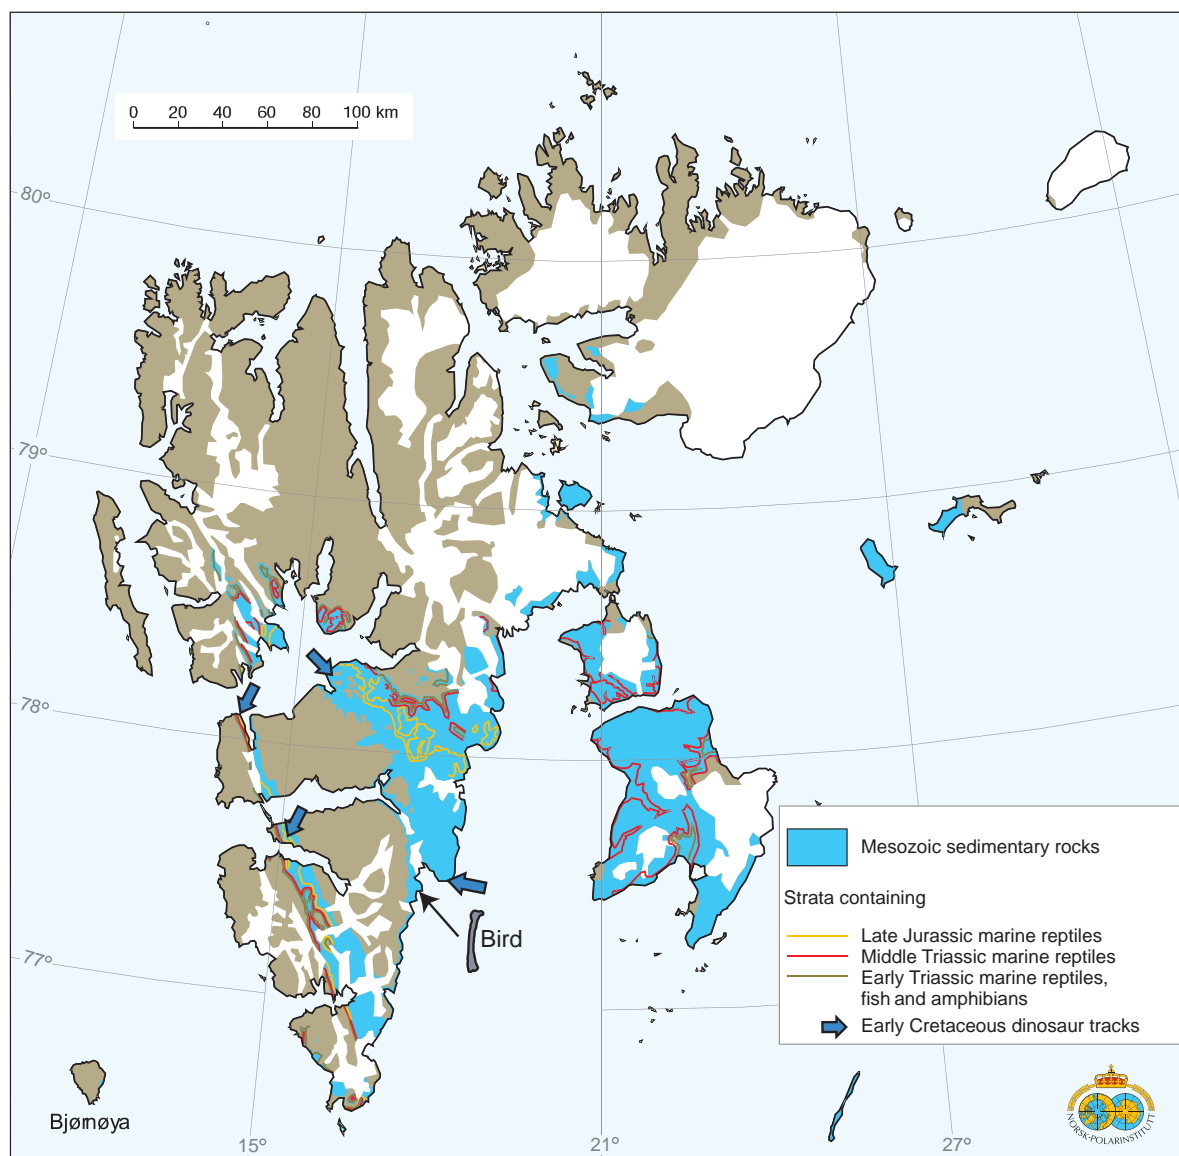 0 20 40 60 80 100 km
80°
79°
78°
77°
Bird
Mesozoic sedimentary rocks
Strata containing
Late Jurassic marine reptiles
Middle Triassic marine reptiles
Early Triassic marine reptiles,
fish and amphibians
Early Cretaceous dinosaur tracks
Bjørnøya
NORSK-POLARINSTITUTT
15°
21°
27°